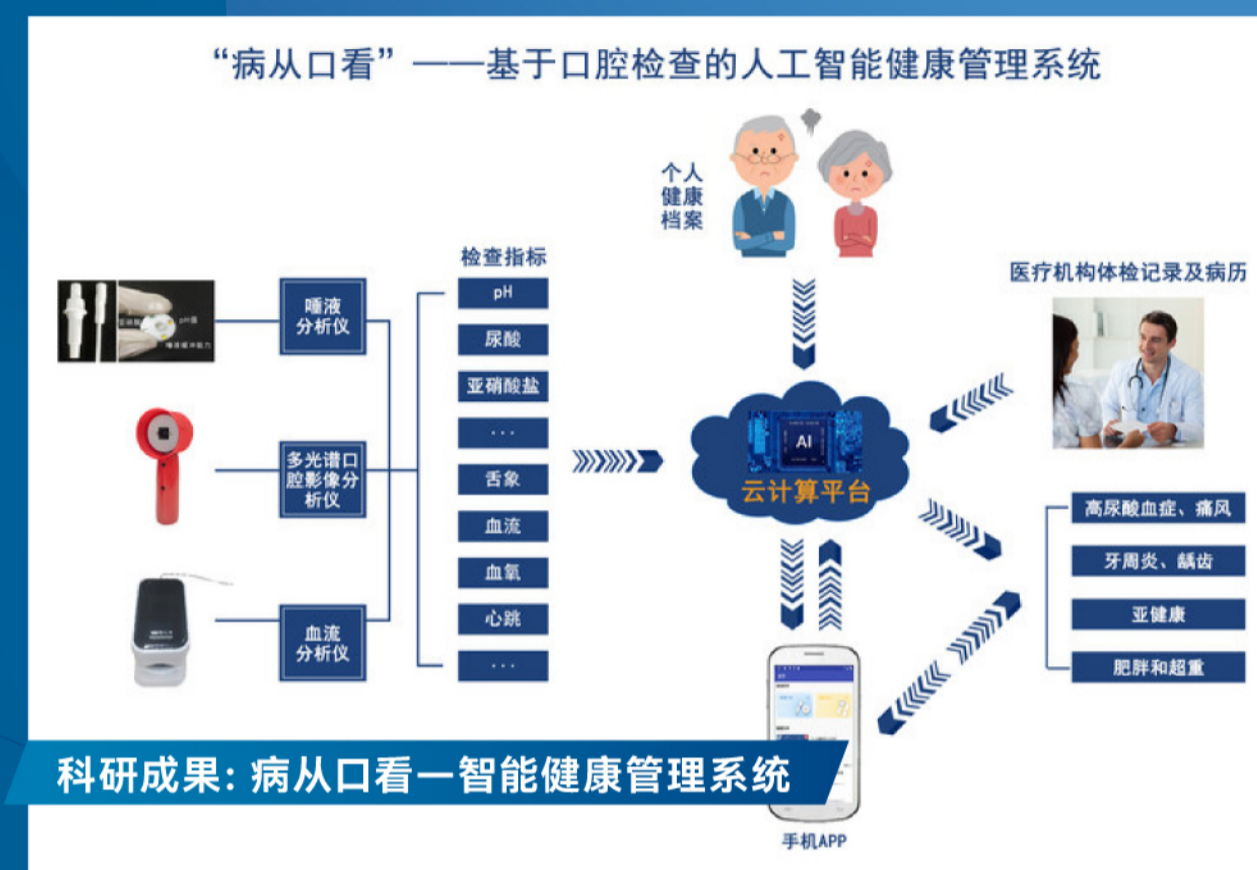 “病从口看”——基于口腔检查的人工智能健康管理系统
个人
健康
档案
检查指标
医疗机构体检记录及病历
唾液
分析仪
多光谱口
腔影像分
析仪
血流
分析仪
pH
尿酸
亚硝酸盐
...
舌象
血流
血氧
心跳
...
AI
云计算平台
高尿酸血症、痛风
牙周炎、龋齿
亚健康
肥胖和超重
科研成果: 病从口看一智能健康管理系统
手机APP